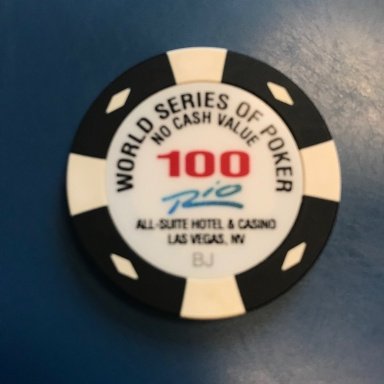 WORLD SERIES OF POKER
NO CASH VALUE
100
Rio
ALL-SUITE HOTEL & CASINO
LAS VEGAS, NV
BJ